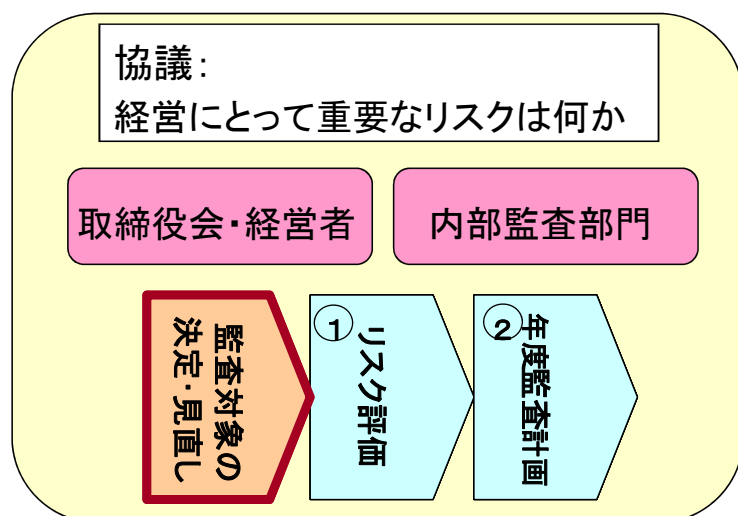 協議：
経営にとって重要なリスクは何か
取締役会・経営者
内部監査部門
監査対象の
決定・見直し
①
リスク評価
②
年度監査計画